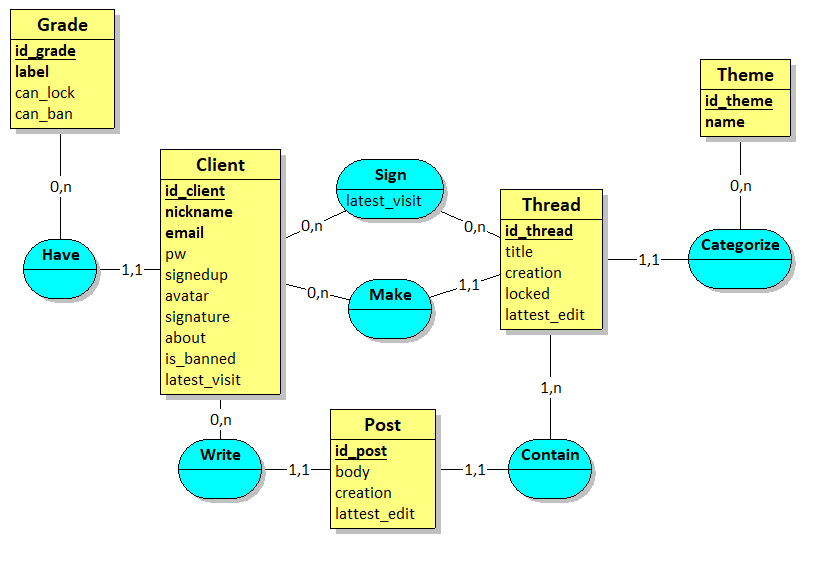 Grade
id_grade
label
can_lock
can_ban
0,n
Have
1,1
Client
id_client
nickname
email
pw
signedup
avatar
signature
about
is_banned
latest_visit
0,n
Sign
latest_visit
0,n
0,n
Make
1,1
Thread
id_thread
title
creation
locked
lattest_edit
1,1
Categorize
0,n
Theme
id_theme
name
0,n
Write
1,1
Post
id_post
body
creation
lattest_edit
1,1
Contain
1,n